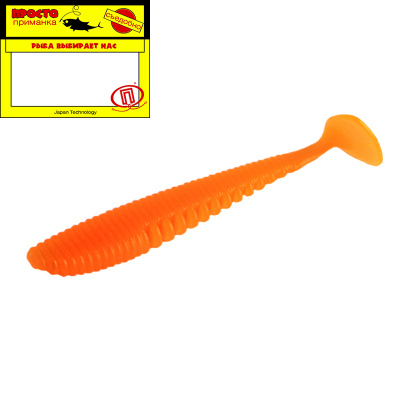 ПРОСТО
приманка
съедобно
РЫБА ВЫБИРАЕТ НАС
П
®
Japan Technology